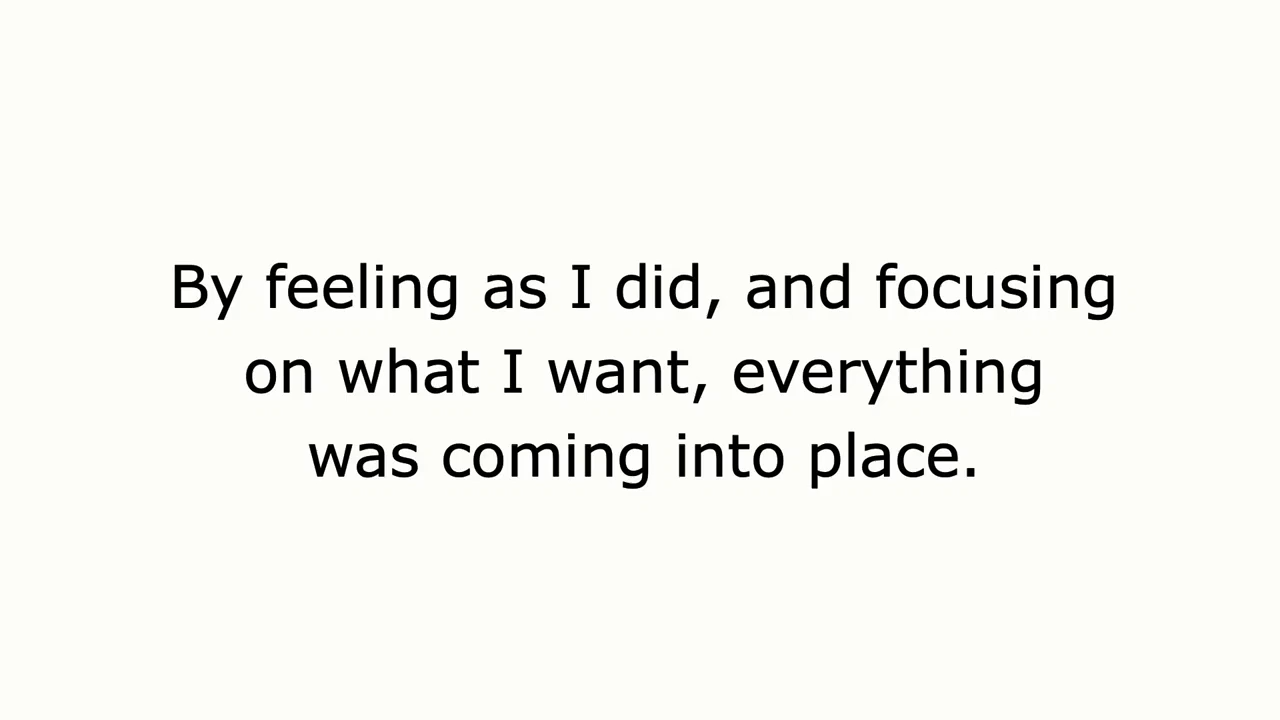 By feeling as I did, and focusing
on what I want, everything
was coming into place.